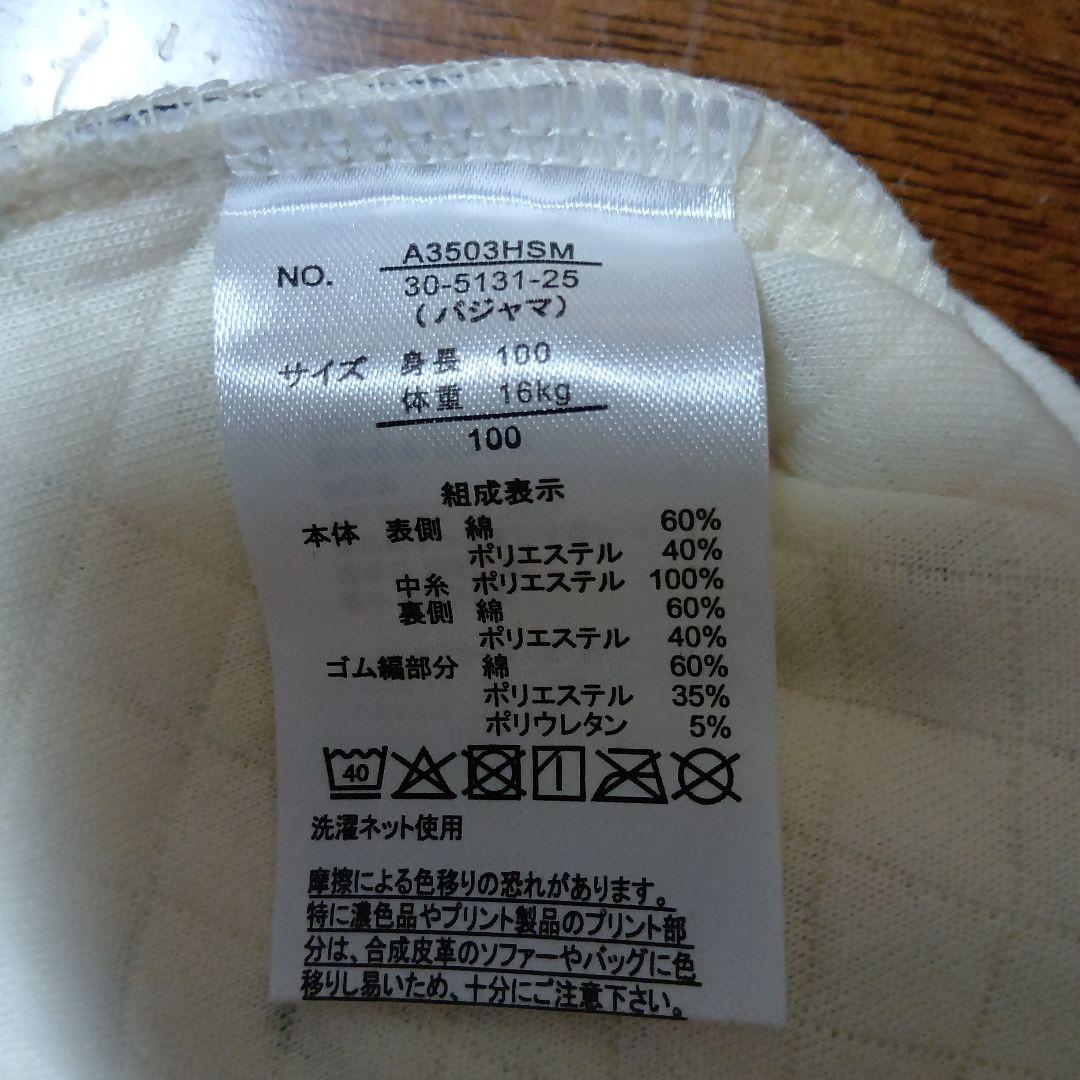 NO. A3503HSM
30-5131-25
(パジャマ)
サイズ 身長 100
体重 16kg
100
組成表示
本体 表側 綿 60%
ポリエステル 40%
中糸 ポリエステル 100%
裏側 綿 60%
ポリエステル 40%
ゴム編部分 綿 60%
ポリエステル 35%
ポリウレタン 5%
40
洗濯ネット使用
摩擦による色移りの恐れがあります。
特に濃色品やプリント製品のプリント部
分は、合成皮革のソファーやバッグに色
移りし易いため、十分にご注意下さい。